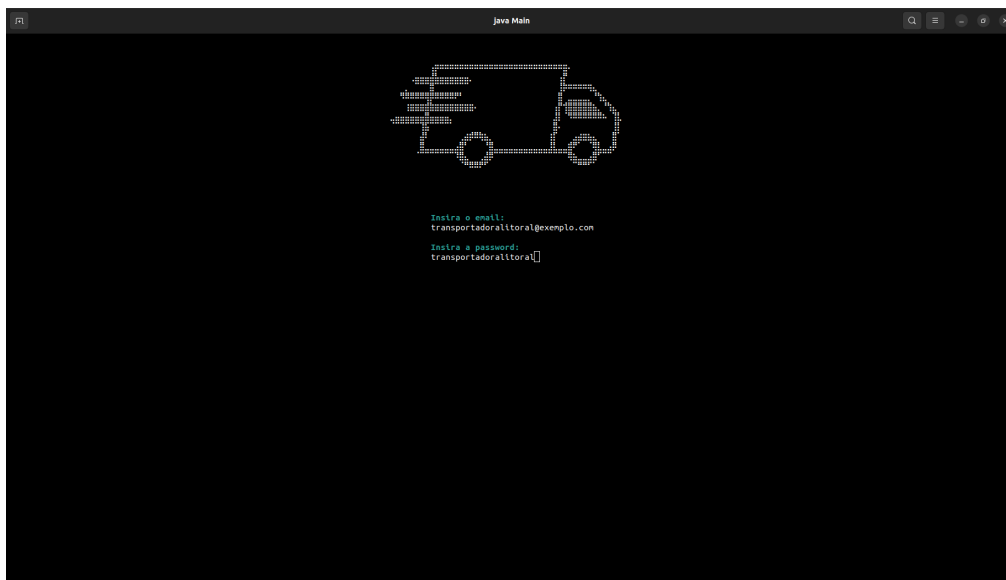 Java Main
Insira o email:
transportadoralitoral@exemplo.com
Insira a password:
transportadoralitoral